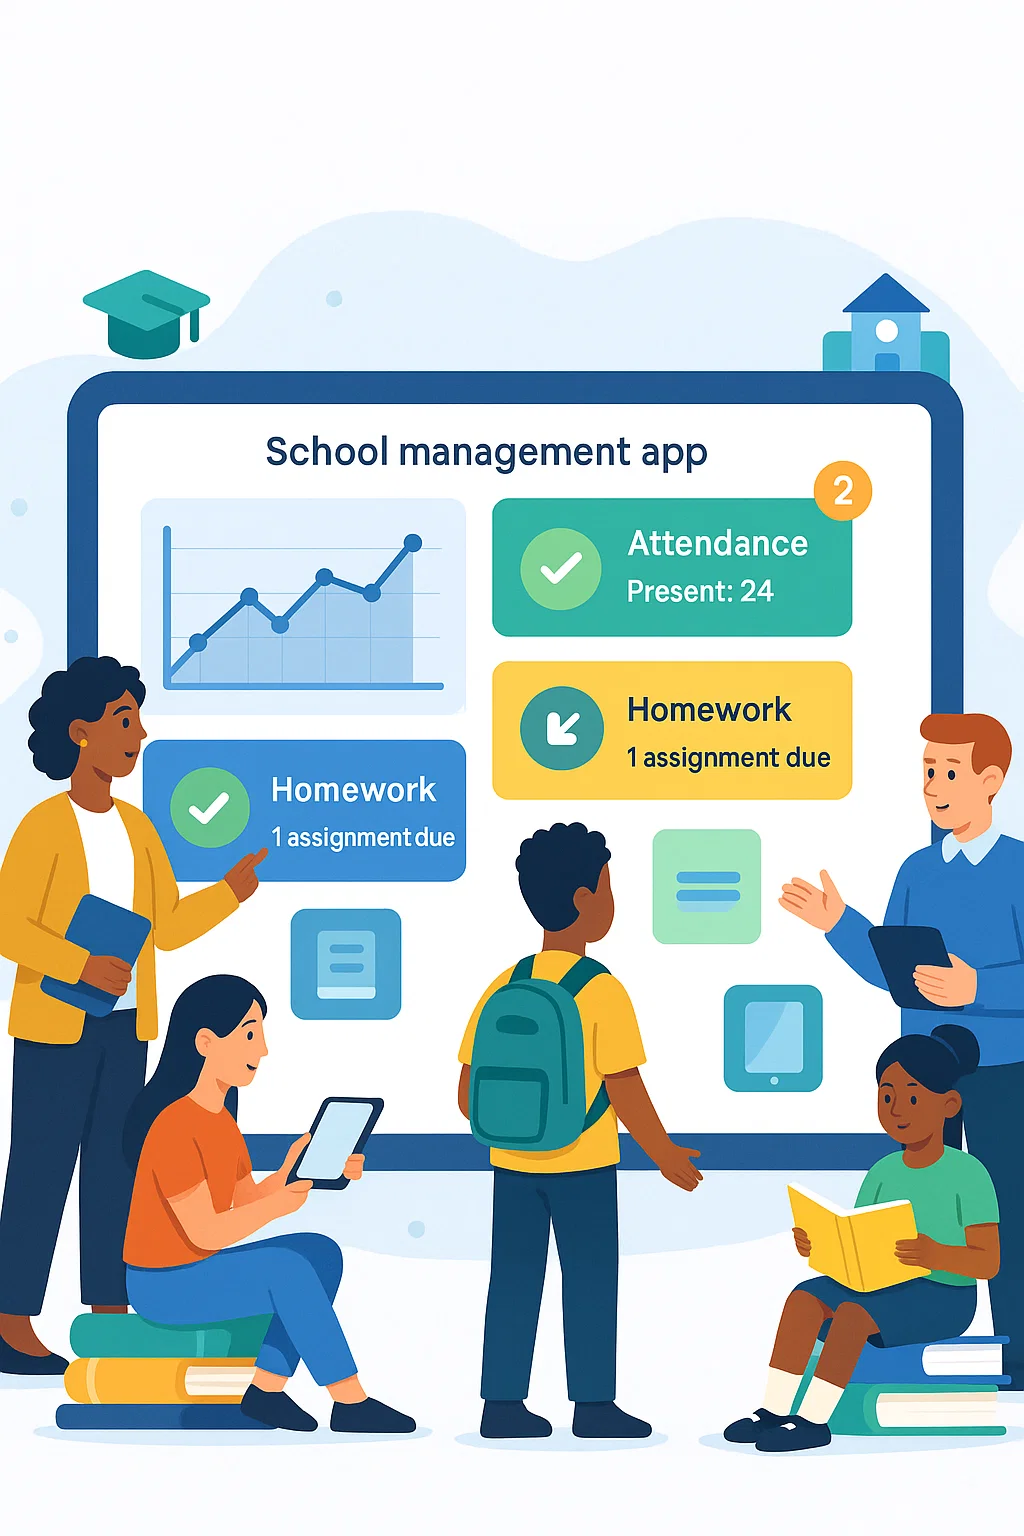 School management app
2
Attendance
Present: 24
Homework
1 assignment due
Homework
1 assignment due